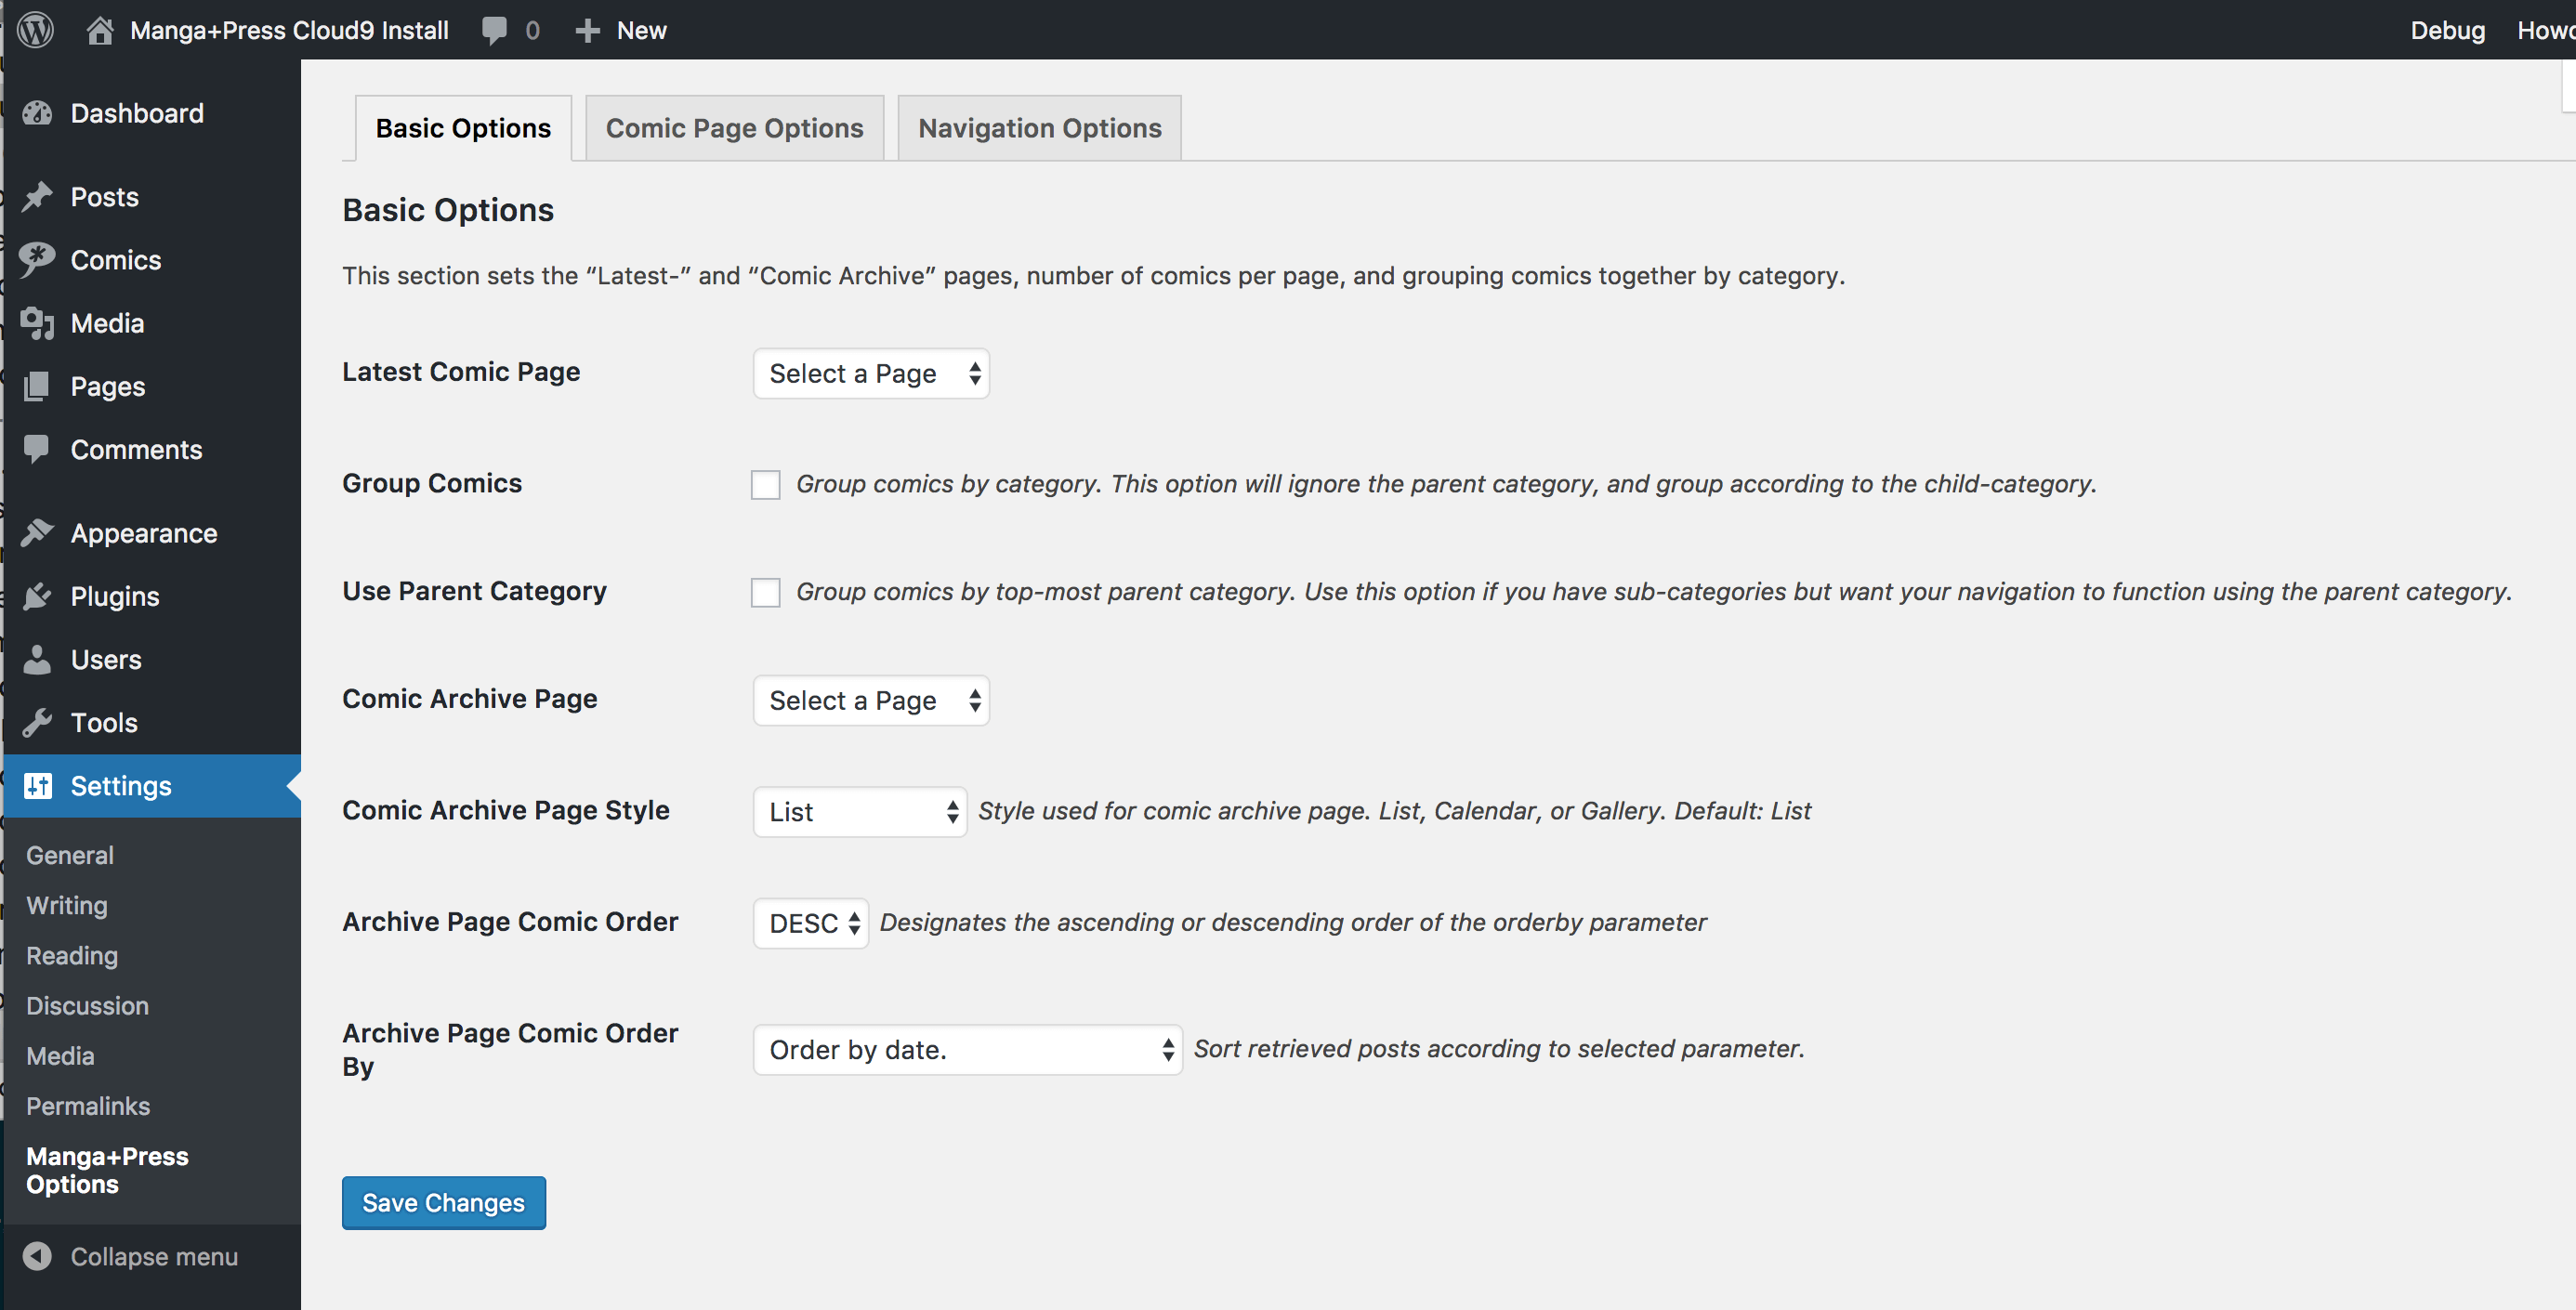 Manga+Press Cloud9 Install 0 New Debug
Dashboard
Posts
Comics
Media
Pages
Comments
Appearance
Plugins
Users
Tools
Settings
General
Writing
Reading
Discussion
Media
Permalinks
Manga+Press
Options
Collapse menu
Basic Options Comic Page Options Navigation Options
Basic Options
This section sets the “Latest-” and “Comic Archive” pages, number of comics per page, and grouping comics together by category.
Latest Comic Page Select a Page
Group Comics Group comics by category. This option will ignore the parent category, and group according to the child-category.
Use Parent Category Group comics by top-most parent category. Use this option if you have sub-categories but want your navigation to function using the parent category.
Comic Archive Page Select a Page
Comic Archive Page Style List Style used for comic archive page. List, Calendar, or Gallery. Default: List
Archive Page Comic Order DESC Designates the ascending or descending order of the orderby parameter
Archive Page Comic Order
By Order by date. Sort retrieved posts according to selected parameter.
Save Changes